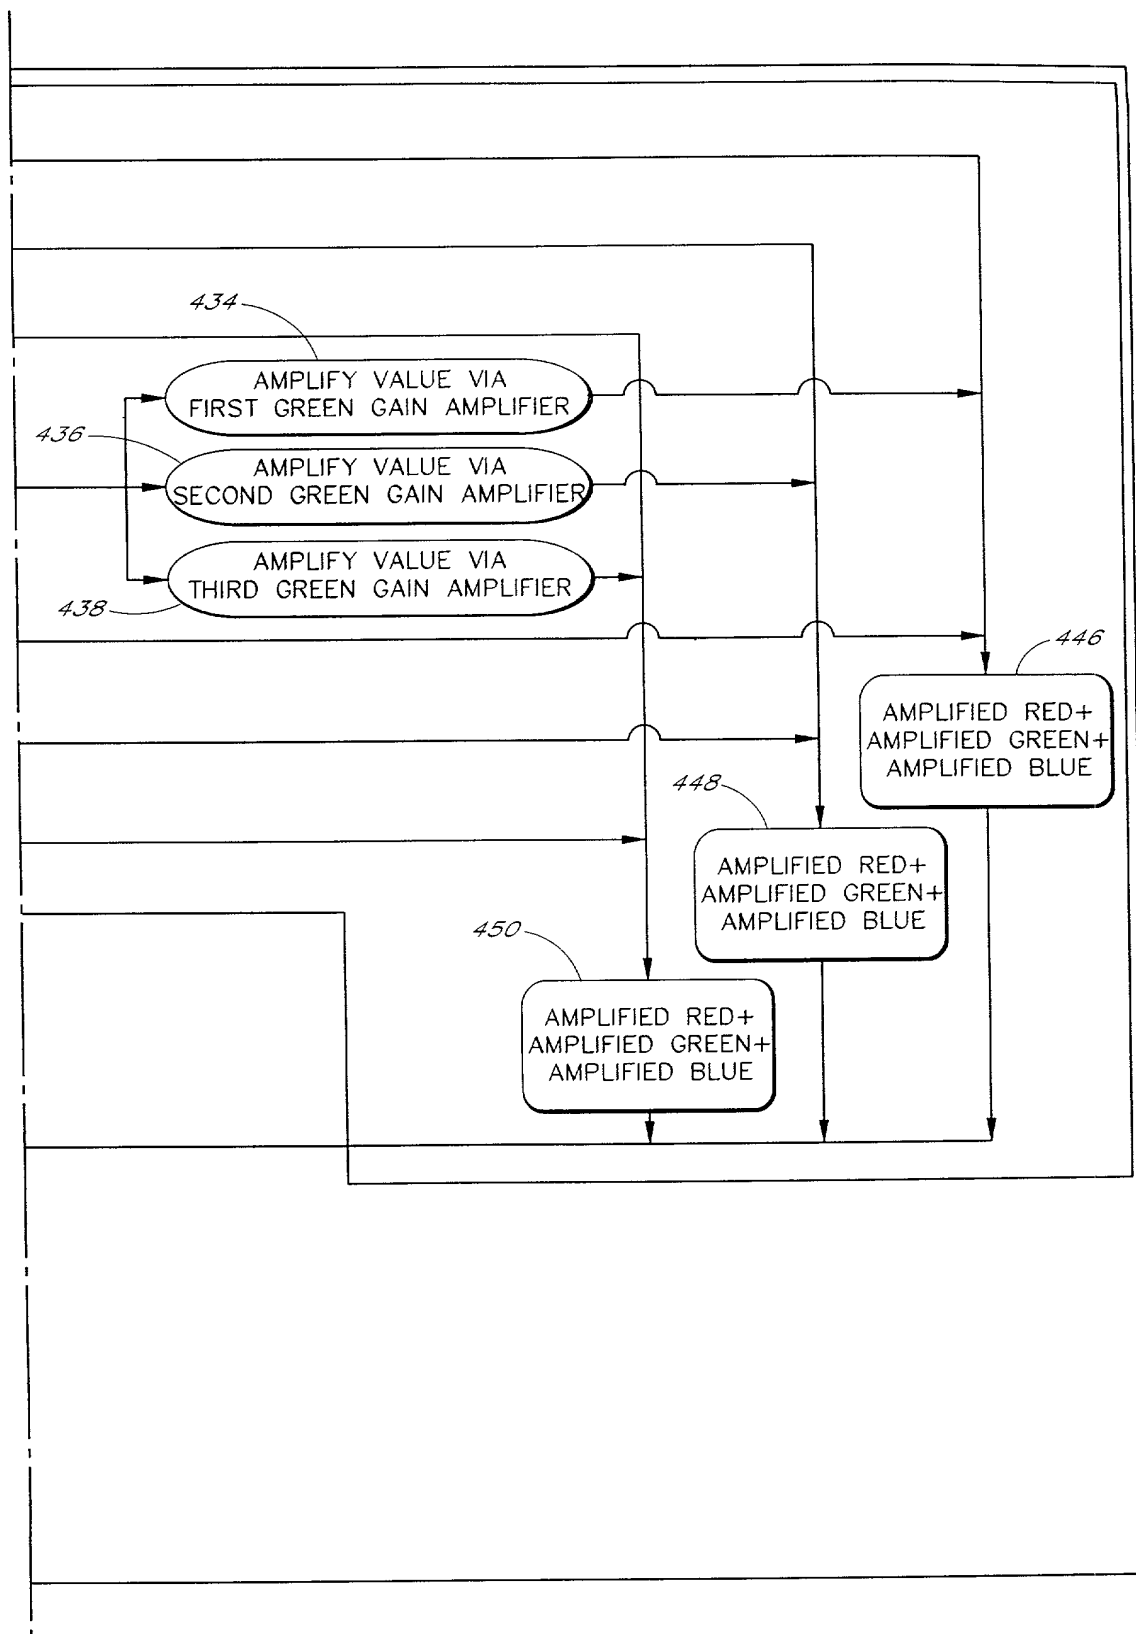 434
AMPLIFY VALUE VIA
FIRST GREEN GAIN AMPLIFIER
436
AMPLIFY VALUE VIA
SECOND GREEN GAIN AMPLIFIER
AMPLIFY VALUE VIA
THIRD GREEN GAIN AMPLIFIER
438
446
AMPLIFIED RED+
AMPLIFIED GREEN+
AMPLIFIED BLUE
448
AMPLIFIED RED+
AMPLIFIED GREEN+
AMPLIFIED BLUE
450
AMPLIFIED RED+
AMPLIFIED GREEN+
AMPLIFIED BLUE